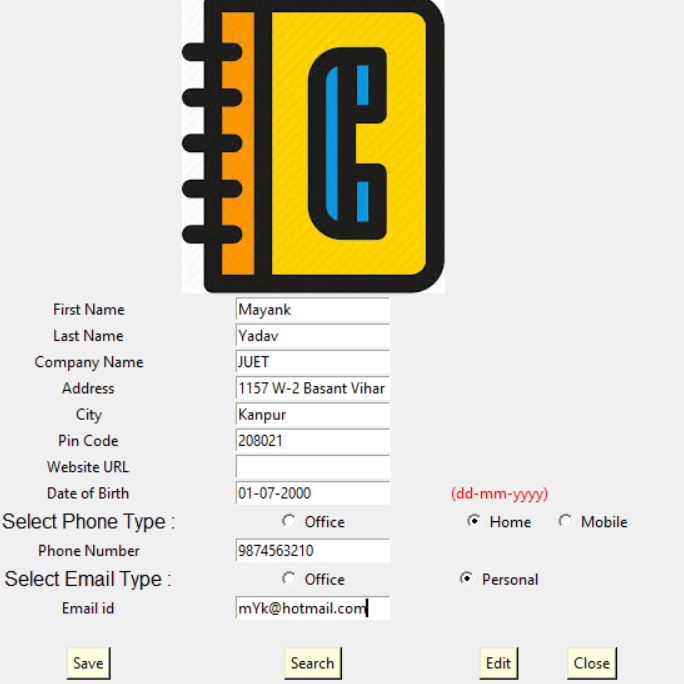 First Name Mayank
Last Name Yadav
Company Name JUET
Address 1157 W-2 Basant Vihar
City Kanpur
Pin Code 208021
Website URL
Date of Birth 01-07-2000 (dd-mm-yyyy)
Select Phone Type : Office Home Mobile
Phone Number 9874563210
Select Email Type : Office Personal
Email id mYk@hotmail.com
Save Search Edit Close